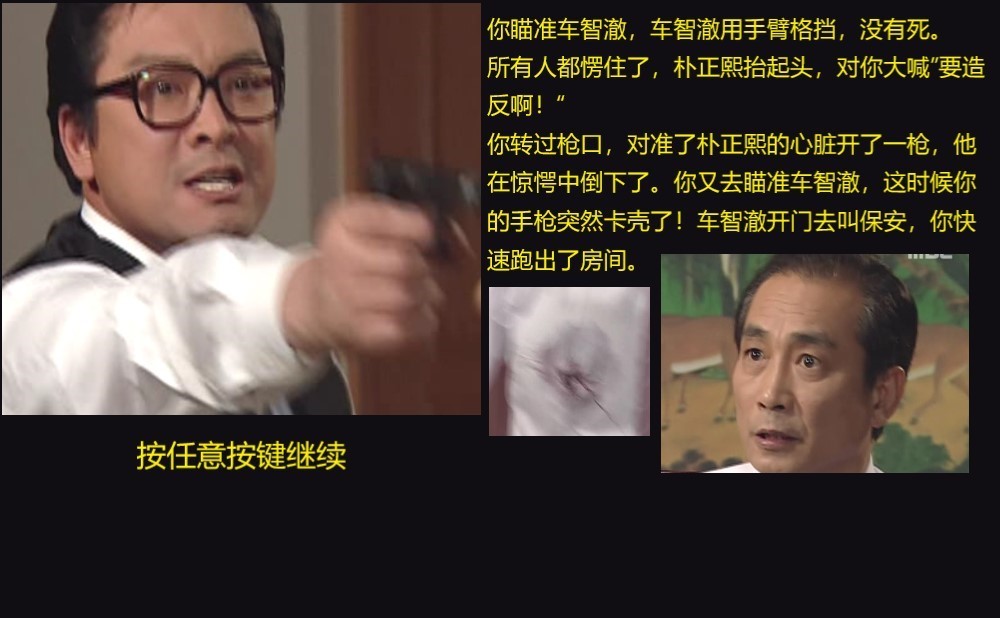 你瞄准车智澈，车智澈用手臂格挡，没有死。
所有人都愣住了，朴正熙抬起头，对你大喊”要造
反啊！“
你转过枪口，对准了朴正熙的心脏开了一枪，他
在惊愕中倒下了。你又去瞄准车智澈，这时候你
的手枪突然卡壳了！车智澈开门去叫保安，你快
速跑出了房间。
按任意按键继续